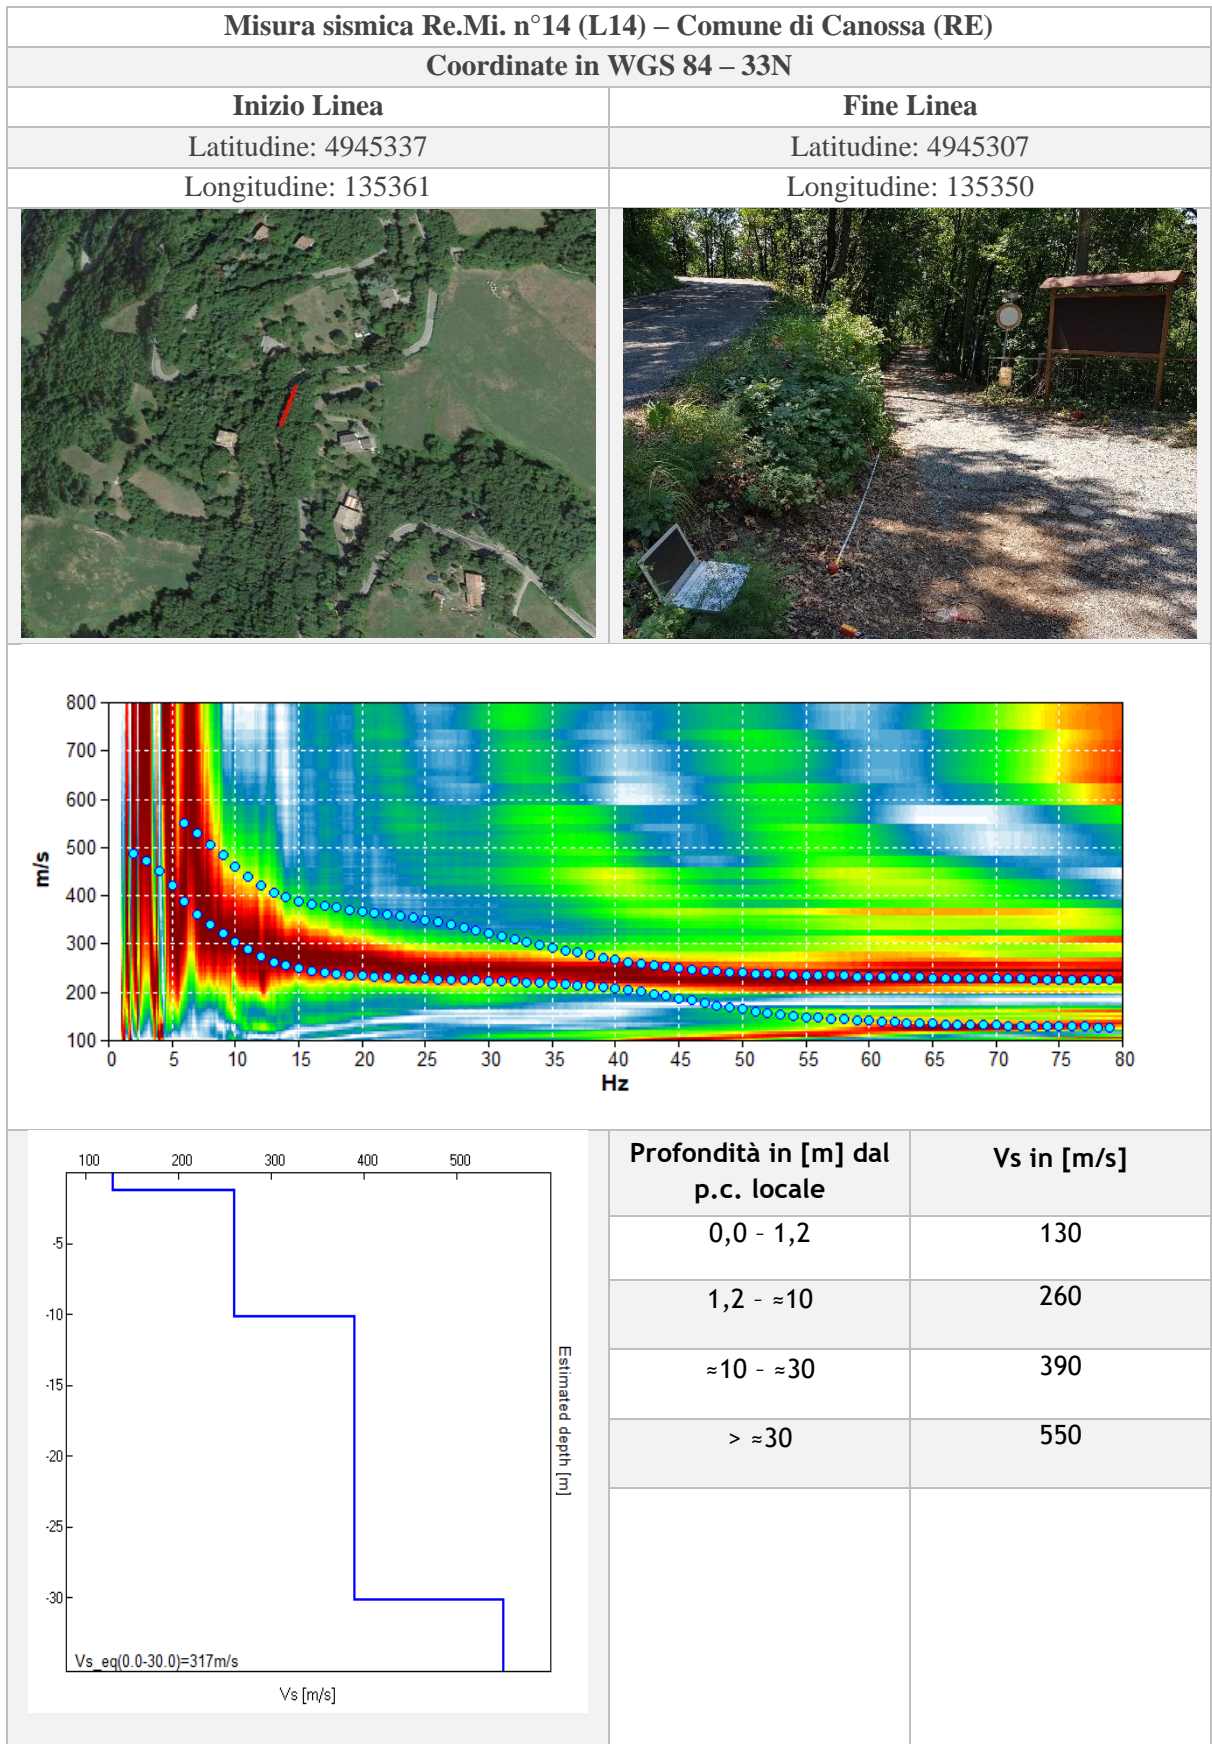 Misura sismica Re.Mi. n°14 (L14) – Comune di Canossa (RE)
Coordinate in WGS 84 – 33N
Inizio Linea
Fine Linea
Latitudine: 4945337
Latitudine: 4945307
Longitudine: 135361
Longitudine: 135350
800
700
600
500
400
300
200
100
m/s
0 5 10 15 20 25 30 35 40 45 50 55 60 65 70 75 80
Hz
100 200 300 400 500
-5
-10
-15
-20
-25
-30
Estimated depth [m]
Vs_eq(0.0-30.0)=317m/s
Vs [m/s]
Profondità in [m] dal
p.c. locale
Vs in [m/s]
0,0 – 1,2
130
1,2 – ≈10
260
≈10 – ≈30
390
> ≈30
550